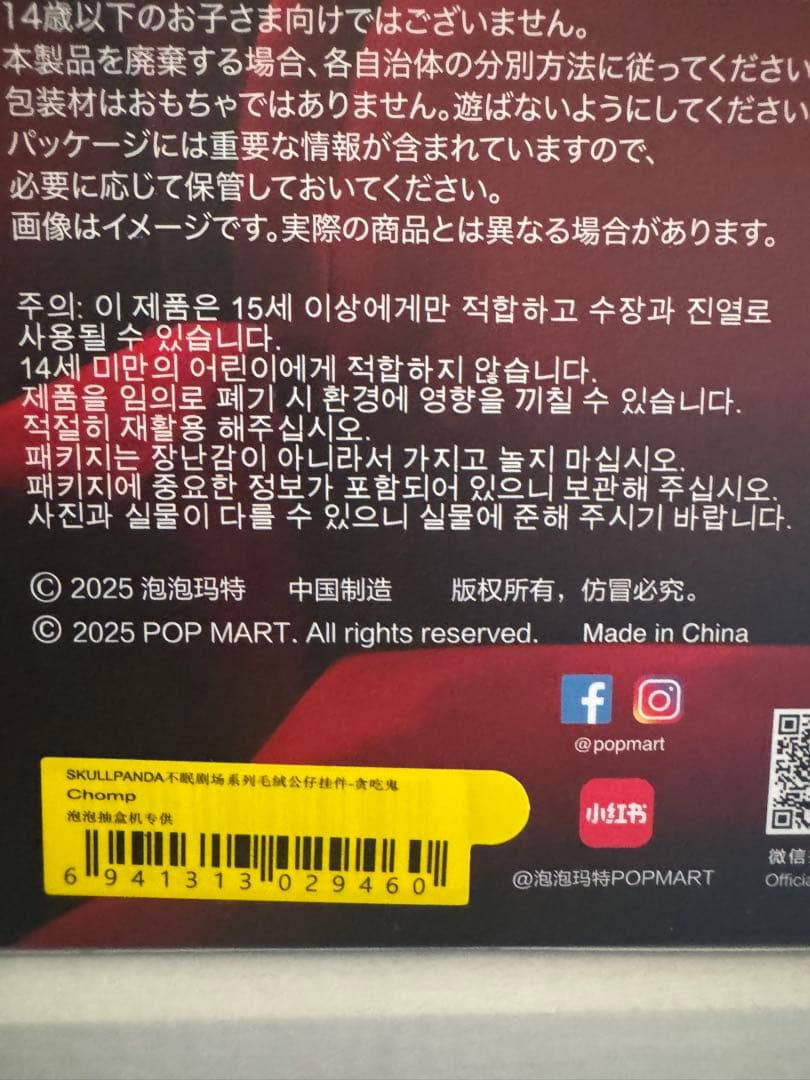 14歳以下のお子さま向けではございません。
本製品を廃棄する場合、各自治体の分別方法に従ってください
包装材はおもちゃではありません。遊ばないようにしてください
パッケージには重要な情報が含まれていますので、
必要に応じて保管しておいてください。
画像はイメージです。実際の商品とは異なる場合があります。
주의: 이 제품은 15세 이상에게만 적합하고 수장과 진열로
사용될 수 있습니다.
14세 미만의 어린이에게 적합하지 않습니다.
제품을 임의로 폐기 시 환경에 영향을 끼칠 수 있습니다.
적절히 재활용 해주십시오.
패키지는 장난감이 아니라서 가지고 놀지 마십시오.
패키지에 중요한 정보가 포함되어 있으니 보관해 주십시오.
사진과 실물이 다를 수 있으니 실물에 준해 주시기 바랍니다.
© 2025 泡泡玛特 中国制造 版权所有，仿冒必究。
© 2025 POP MART. All rights reserved. Made in China
@popmart
小红书
@泡泡玛特POPMART
微信
Officia
SKULLPANDA不眠剧场系列毛绒公仔挂件-贪吃鬼
Chomp
泡泡抽盒机专供
6 941313 029460